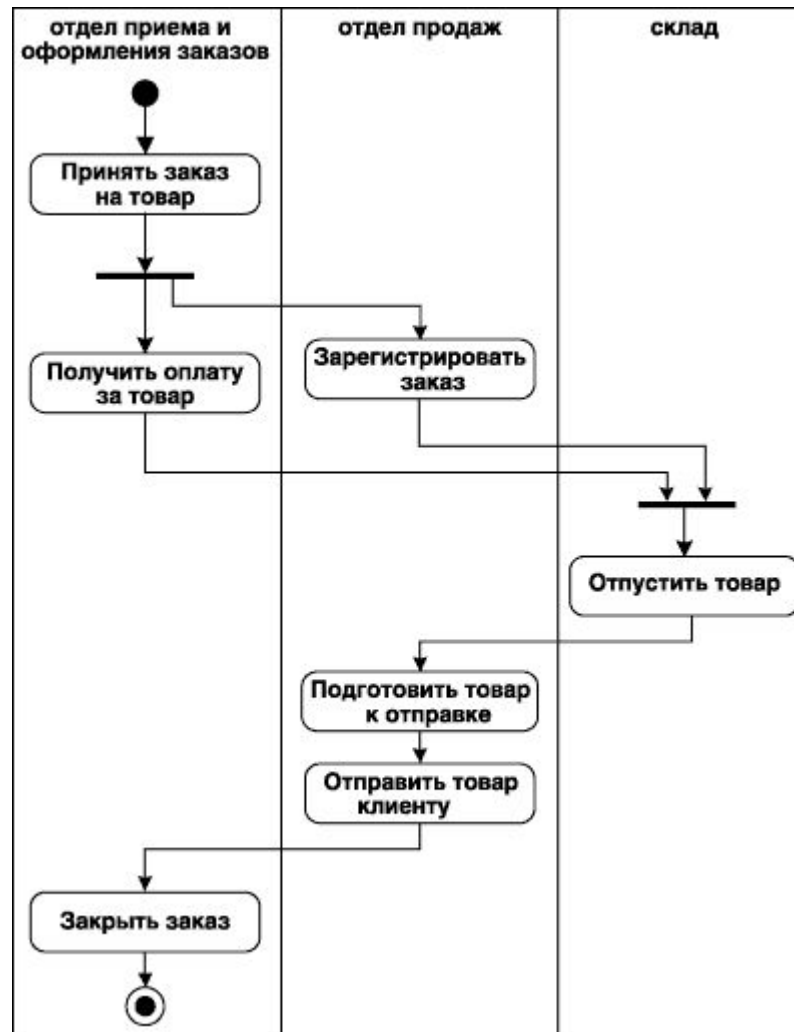 отдел приема и
оформления заказов
отдел продаж
склад
Принять заказ
на товар
Получить оплату
за товар
Зарегистрировать
заказ
Отпустить товар
Подготовить товар
к отправке
Отправить товар
клиенту
Закрыть заказ